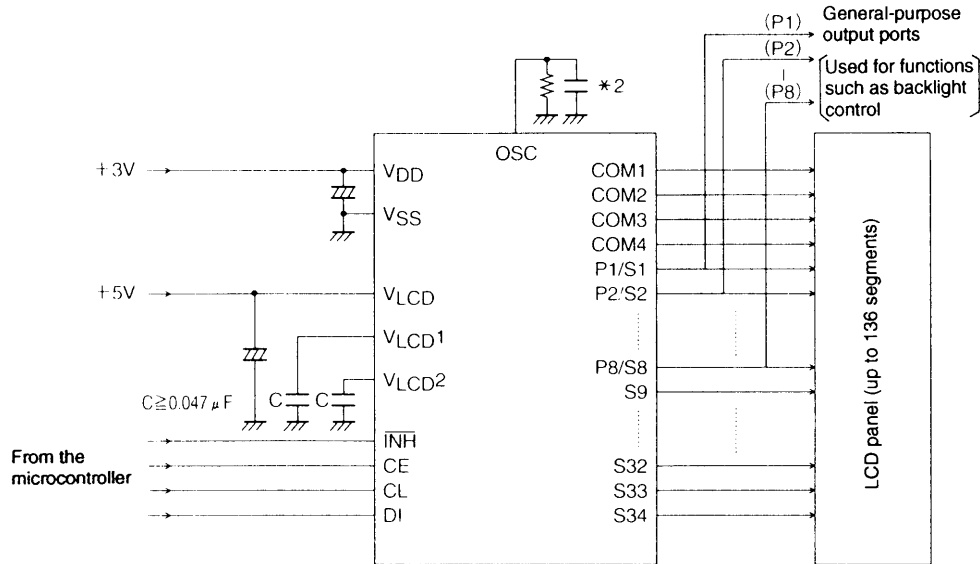 (P1)
General-purpose
output ports
(P2)
(P8)
Used for functions
such as backlight
control
*2
OSC
+3V
VDD
VSS
+5V
VLCD
VLCD1
VLCD2
C≧0.047μF
C
C
From the
microcontroller
INH
CE
CL
DI
COM1
COM2
COM3
COM4
P1/S1
P2/S2
P8/S8
S9
S32
S33
S34
LCD panel (up to 136 segments)